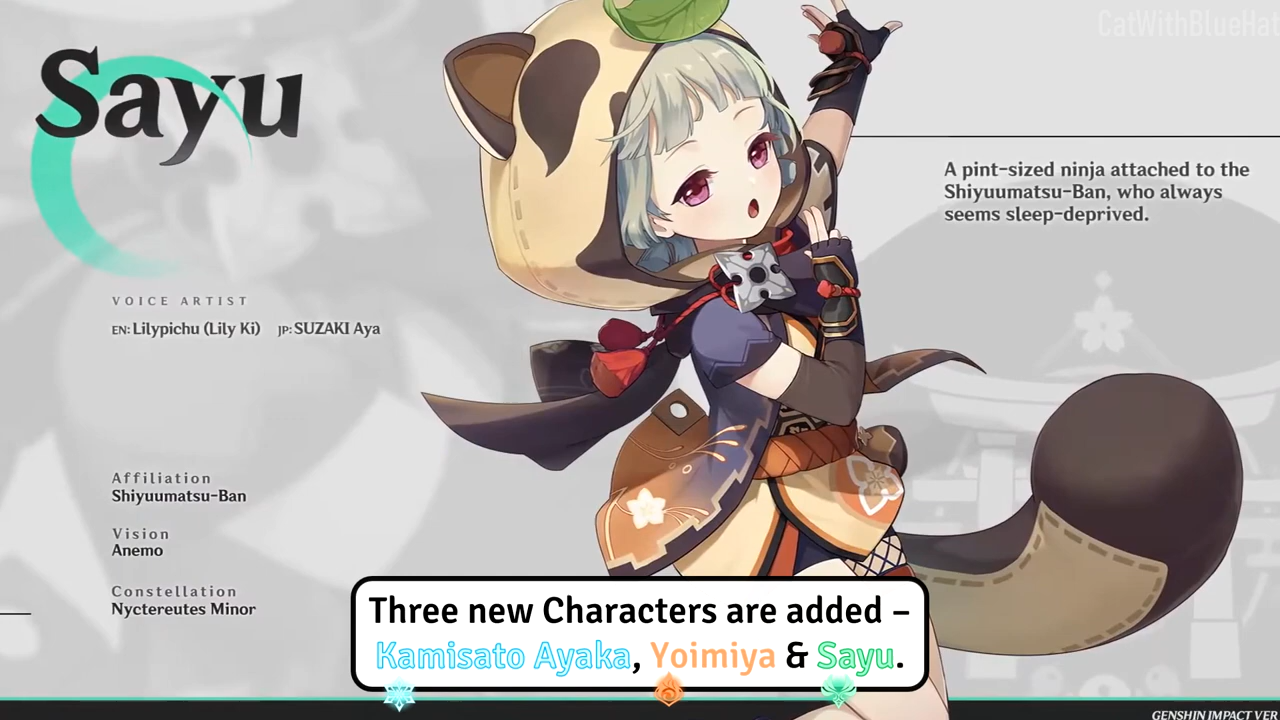 CatWithBlueHat
Sayu
A pint-sized ninja attached to the
Shiyuumatsu-Ban, who always
seems sleep-deprived.
VOICE ARTIST
EN: Lilypichu (Lily Ki) JP: SUZAKI Aya
Affiliation
Shiyuumatsu-Ban
Vision
Anemo
Constellation
Nyctereutes Minor
Three new Characters are added –
Kamisato Ayaka, Yoimiya & Sayu.
GENSHIN IMPACT VER